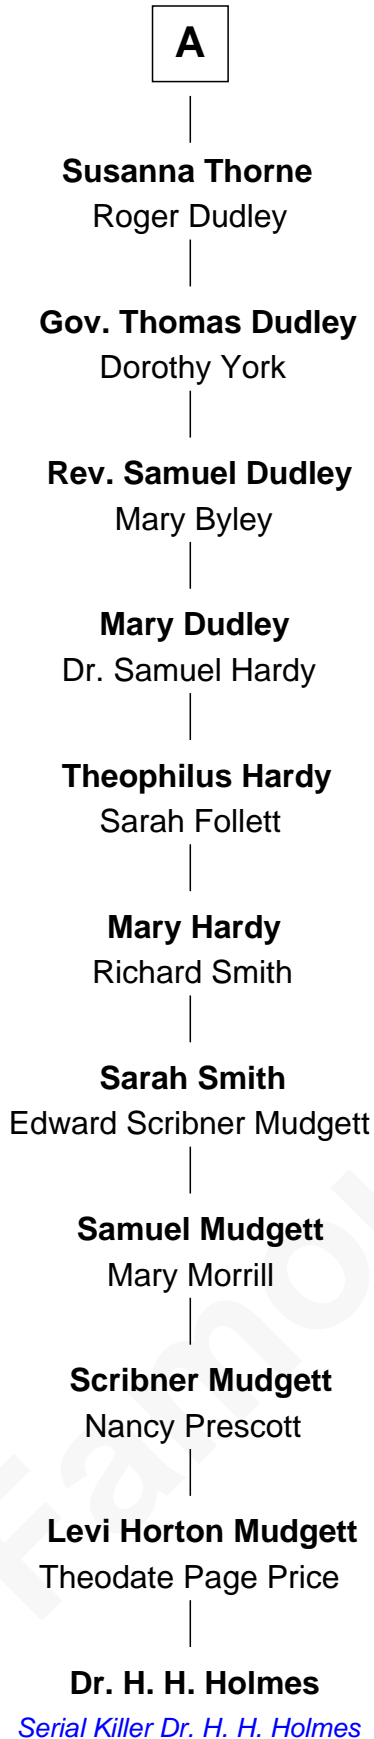 A
Susanna Thorne
Roger Dudley
Gov. Thomas Dudley
Dorothy York
Rev. Samuel Dudley
Mary Byley
Mary Dudley
Dr. Samuel Hardy
Theophilus Hardy
Sarah Follett
Mary Hardy
Richard Smith
Sarah Smith
Edward Scribner Mudgett
Samuel Mudgett
Mary Morrill
Scribner Mudgett
Nancy Prescott
Levi Horton Mudgett
Theodate Page Price
Dr. H. H. Holmes
Serial Killer Dr. H. H. Holmes
Famo